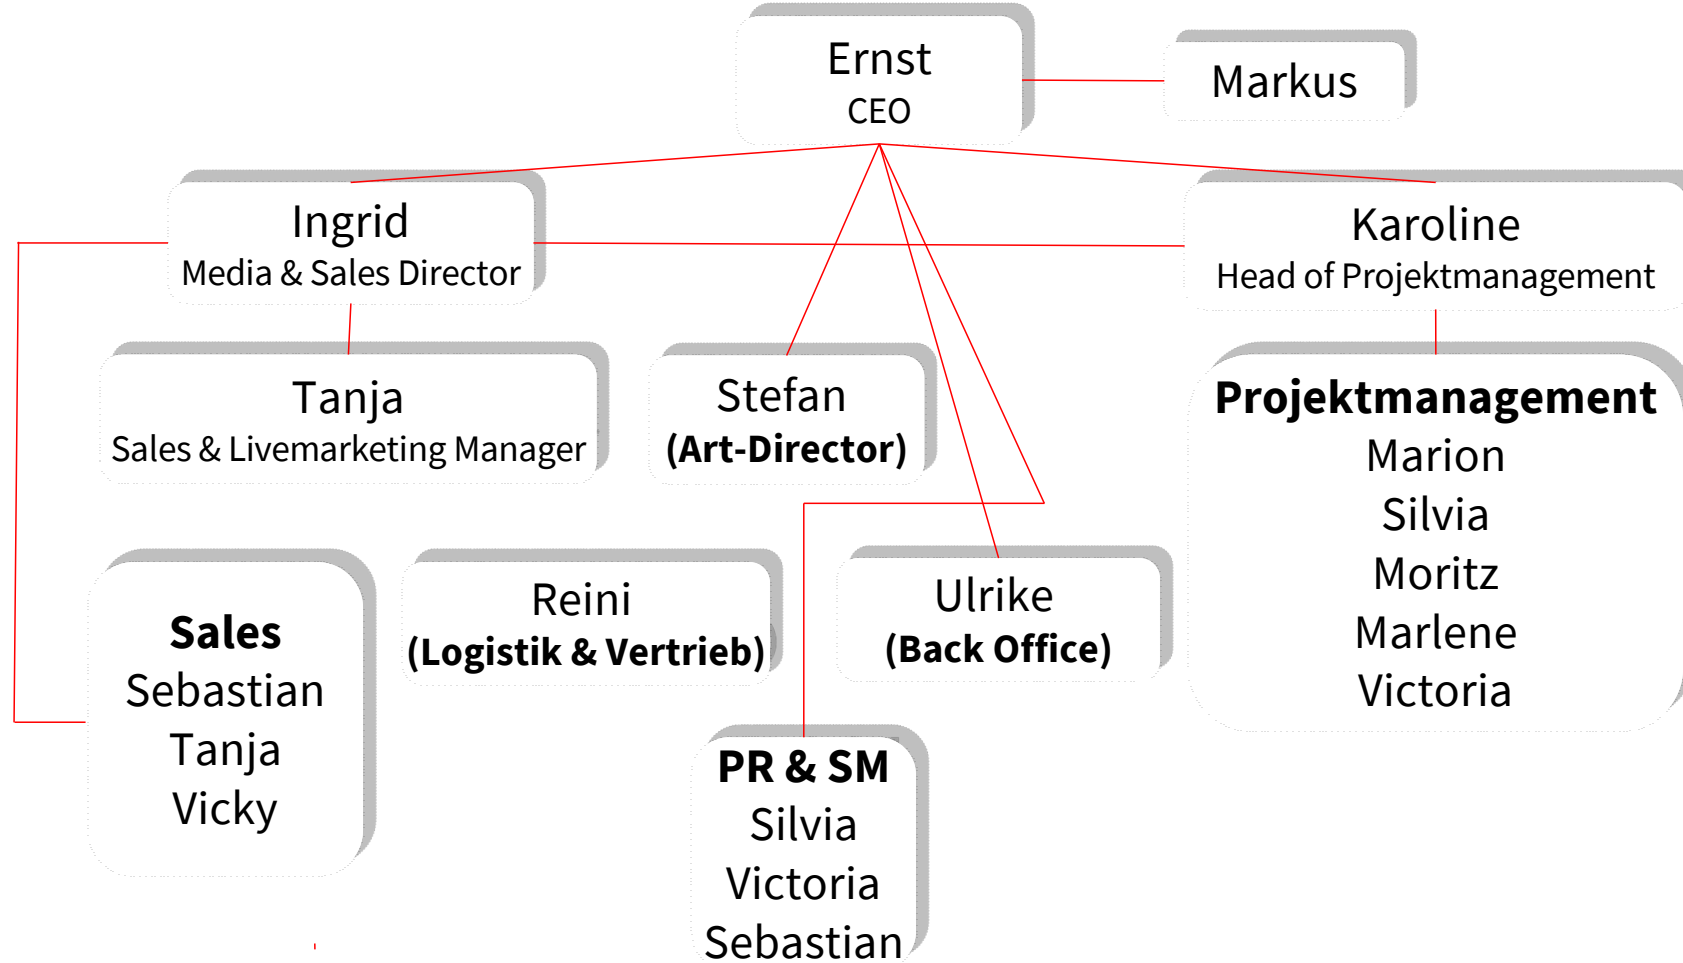 Ernst
CEO
Markus
Ingrid
Media & Sales Director
Karoline
Head of Projektmanagement
Tanja
Sales & Livemarketing Manager
Stefan
(Art-Director)
Projektmanagement
Marion
Silvia
Moritz
Marlene
Victoria
Sales
Sebastian
Tanja
Vicky
Reini
(Logistik & Vertrieb)
Ulrike
(Back Office)
PR & SM
Silvia
Victoria
Sebastian